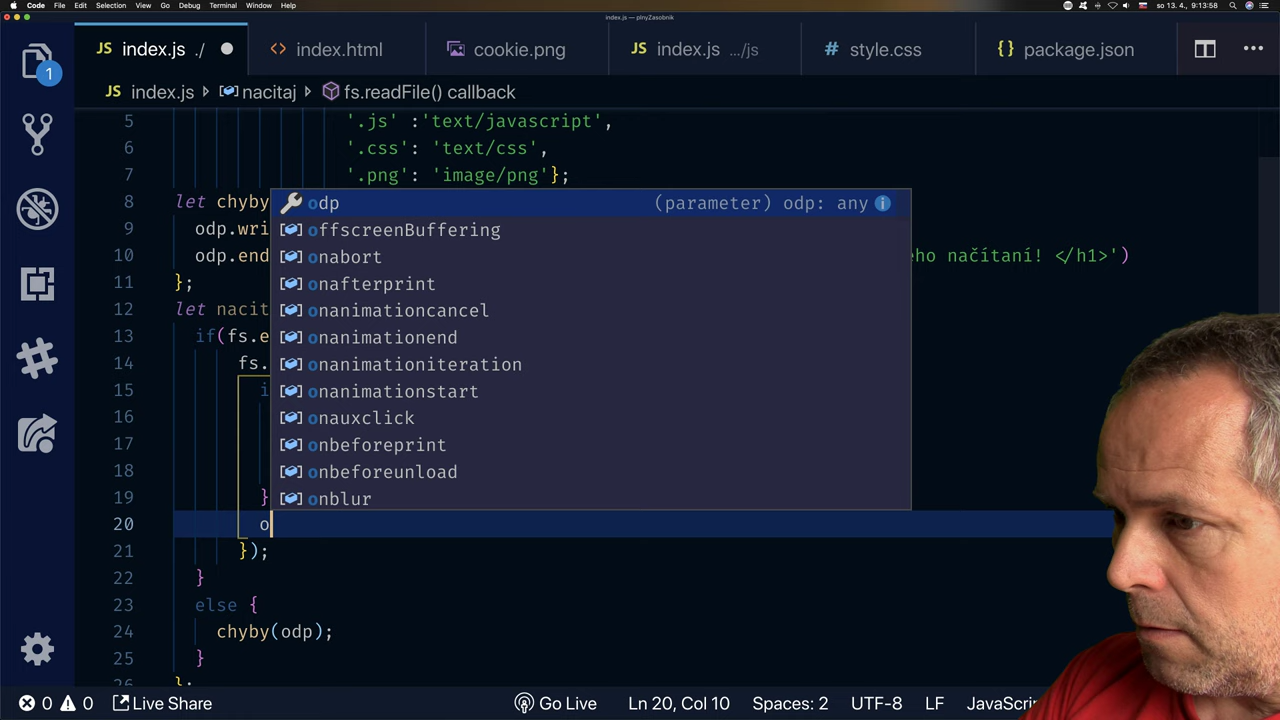 Code File Edit Selection View Go Debug Terminal Window Help so 13. 4., 9:13:58
index.js — plnyZasobnik
JS index.js ./ ● <> index.html cookie.png JS index.js .../js # style.css {} package.json ...
1
JS index.js nacitaj fs.readFile() callback
5 '.js' :'text/javascript',
6 '.css': 'text/css',
7 '.png': 'image/png'};
8 let chyby
9 odp.wri
10 odp.end ho načítaní! </h1>')
11 };
12 let nacit
13 if(fs.e
14 fs.
15 i
16
17
18
19 }
20 o
21 });
22 }
23 else {
24 chyby(odp);
25 }
};
odp (parameter) odp: any
offscreenBuffering
onabort
onafterprint
onanimationcancel
onanimationend
onanimationiteration
onanimationstart
onauxclick
onbeforeprint
onbeforeunload
onblur
0 0 Live Share Go Live Ln 20, Col 10 Spaces: 2 UTF-8 LF JavaScri